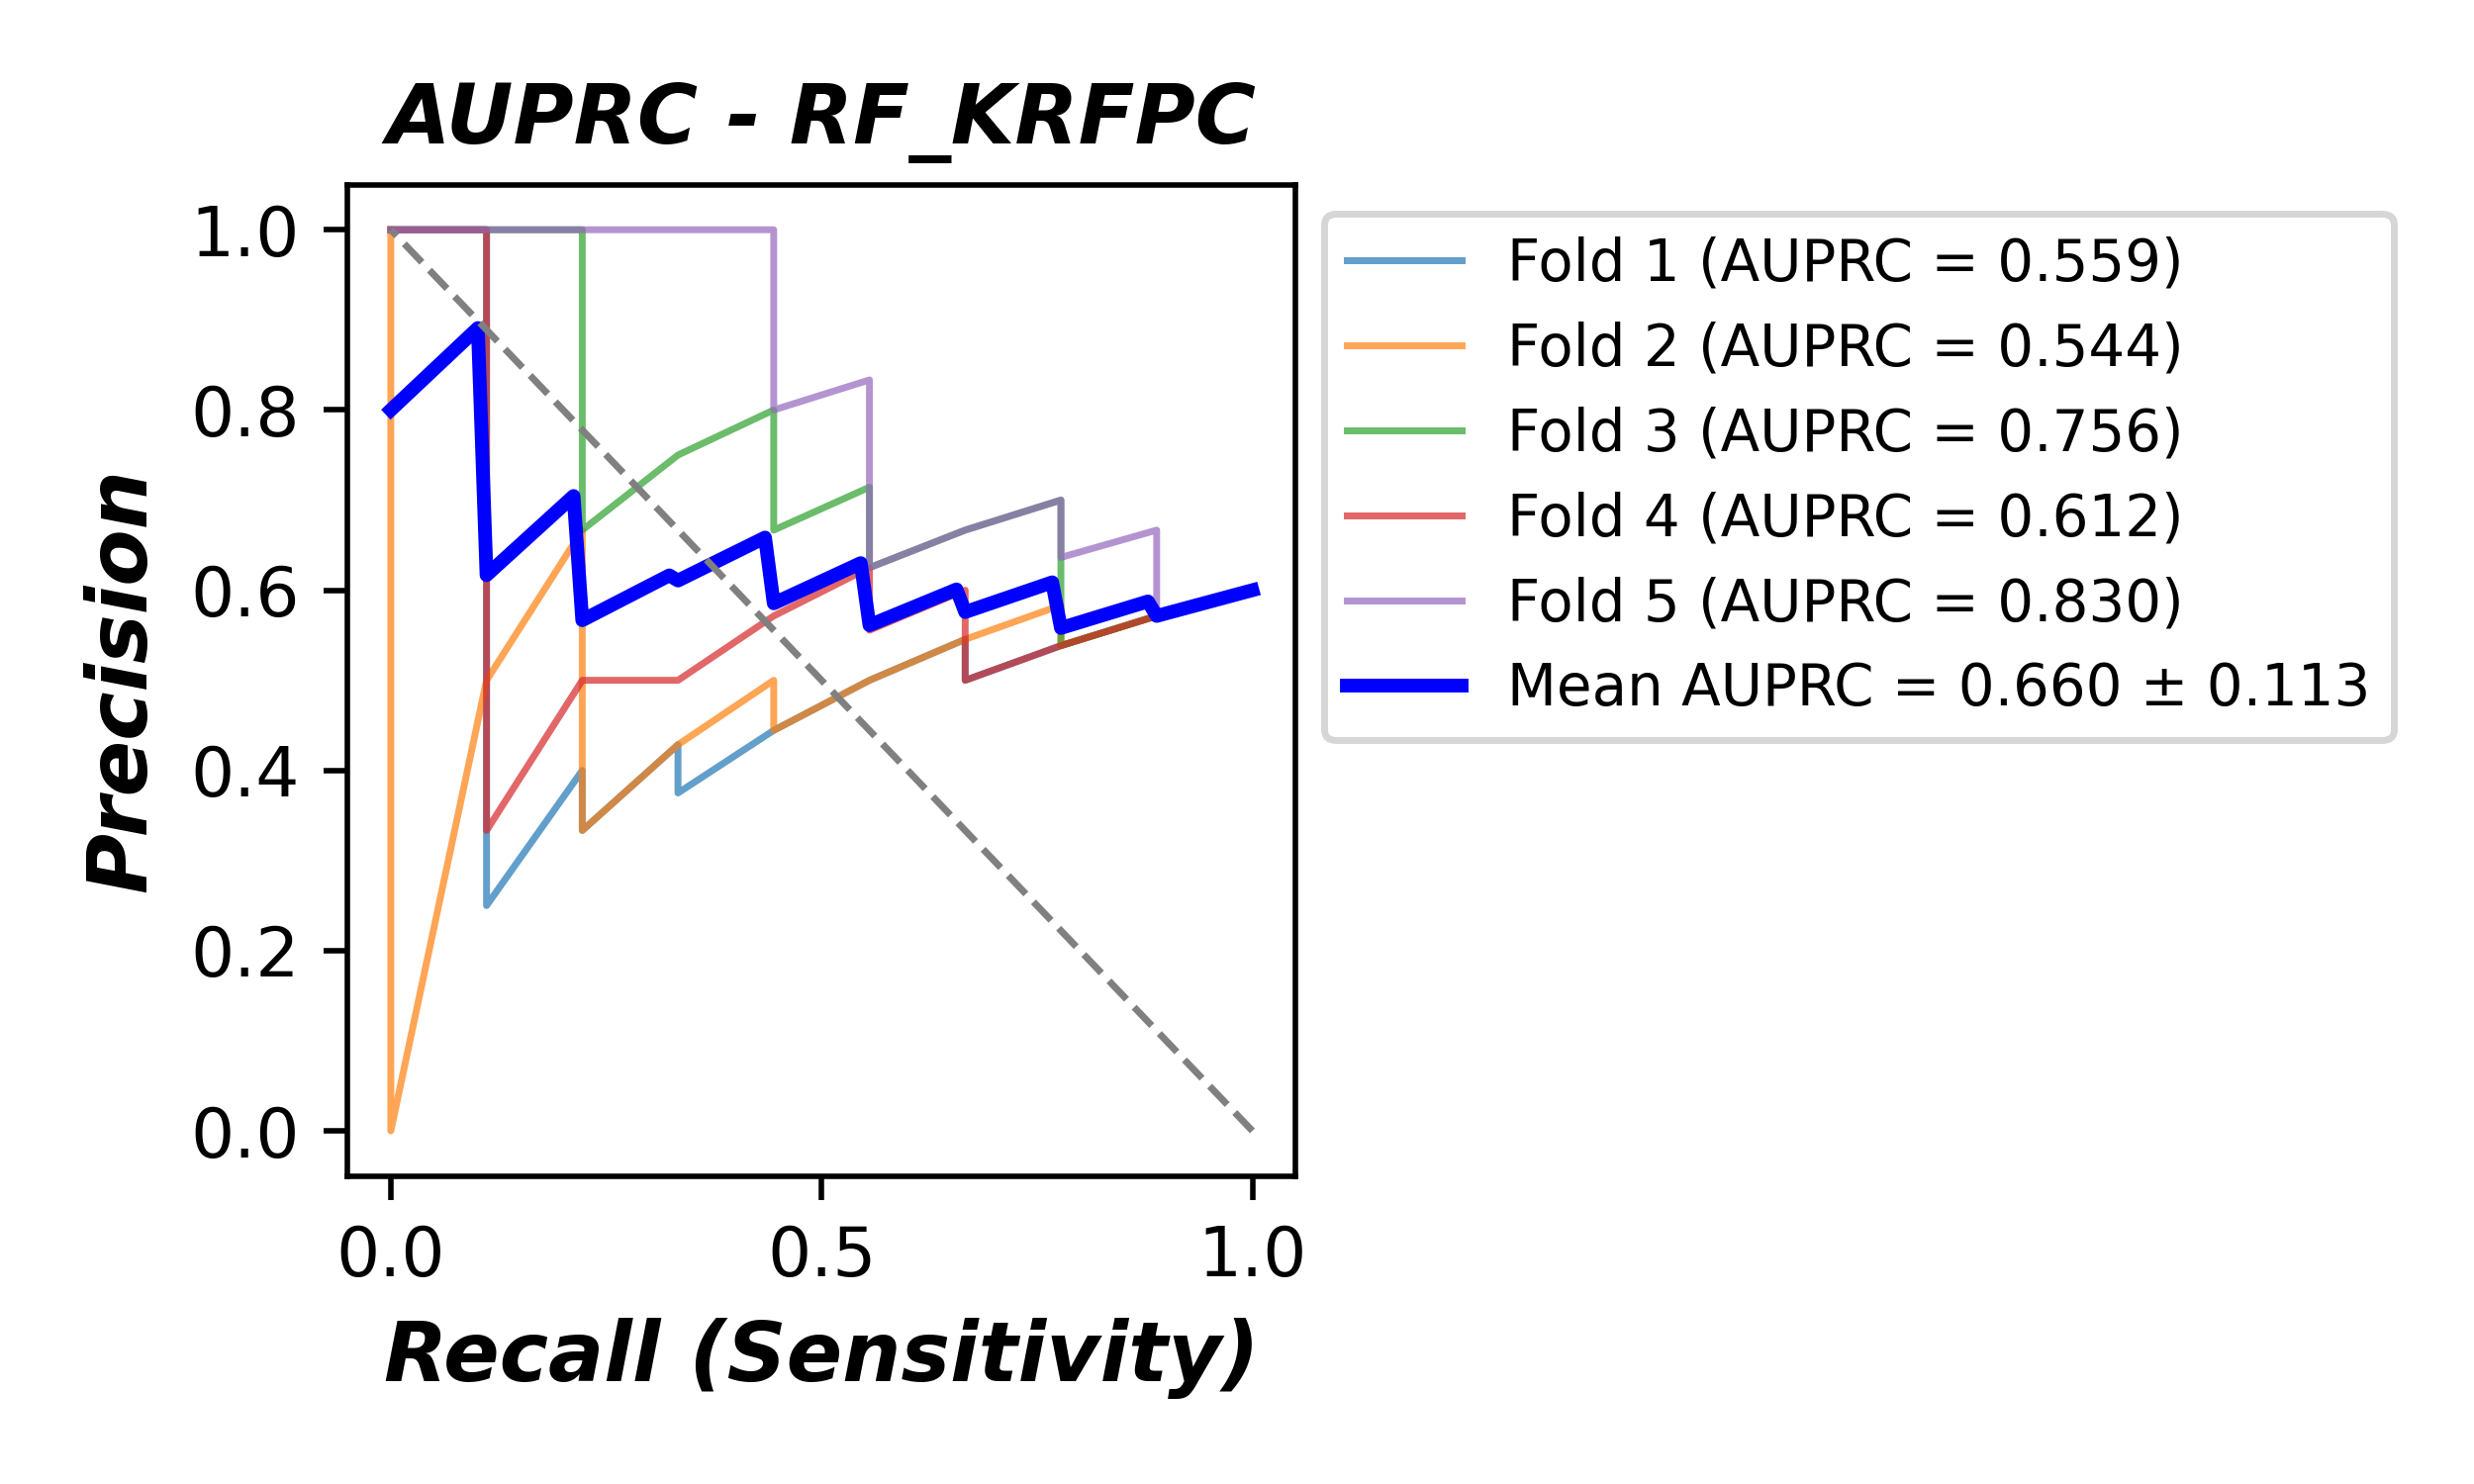 AUPRC - RF_KRFPC
Precision
1.0
0.8
0.6
0.4
0.2
0.0
0.0 0.5 1.0
Recall (Sensitivity)
Fold 1 (AUPRC = 0.559)
Fold 2 (AUPRC = 0.544)
Fold 3 (AUPRC = 0.756)
Fold 4 (AUPRC = 0.612)
Fold 5 (AUPRC = 0.830)
Mean AUPRC = 0.660 ± 0.113